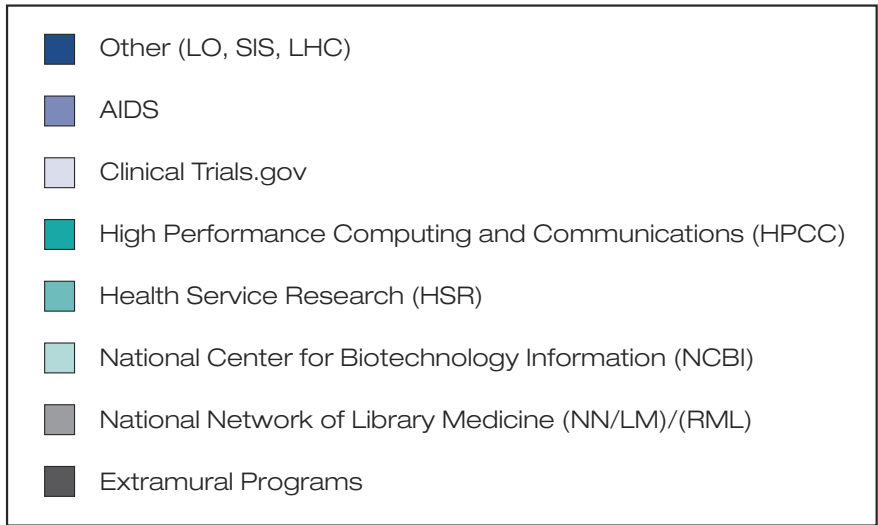 Other (LO, SIS, LHC)
AIDS
Clinical Trials.gov
High Performance Computing and Communications (HPCC)
Health Service Research (HSR)
National Center for Biotechnology Information (NCBI)
National Network of Library Medicine (NN/LM)/(RML)
Extramural Programs